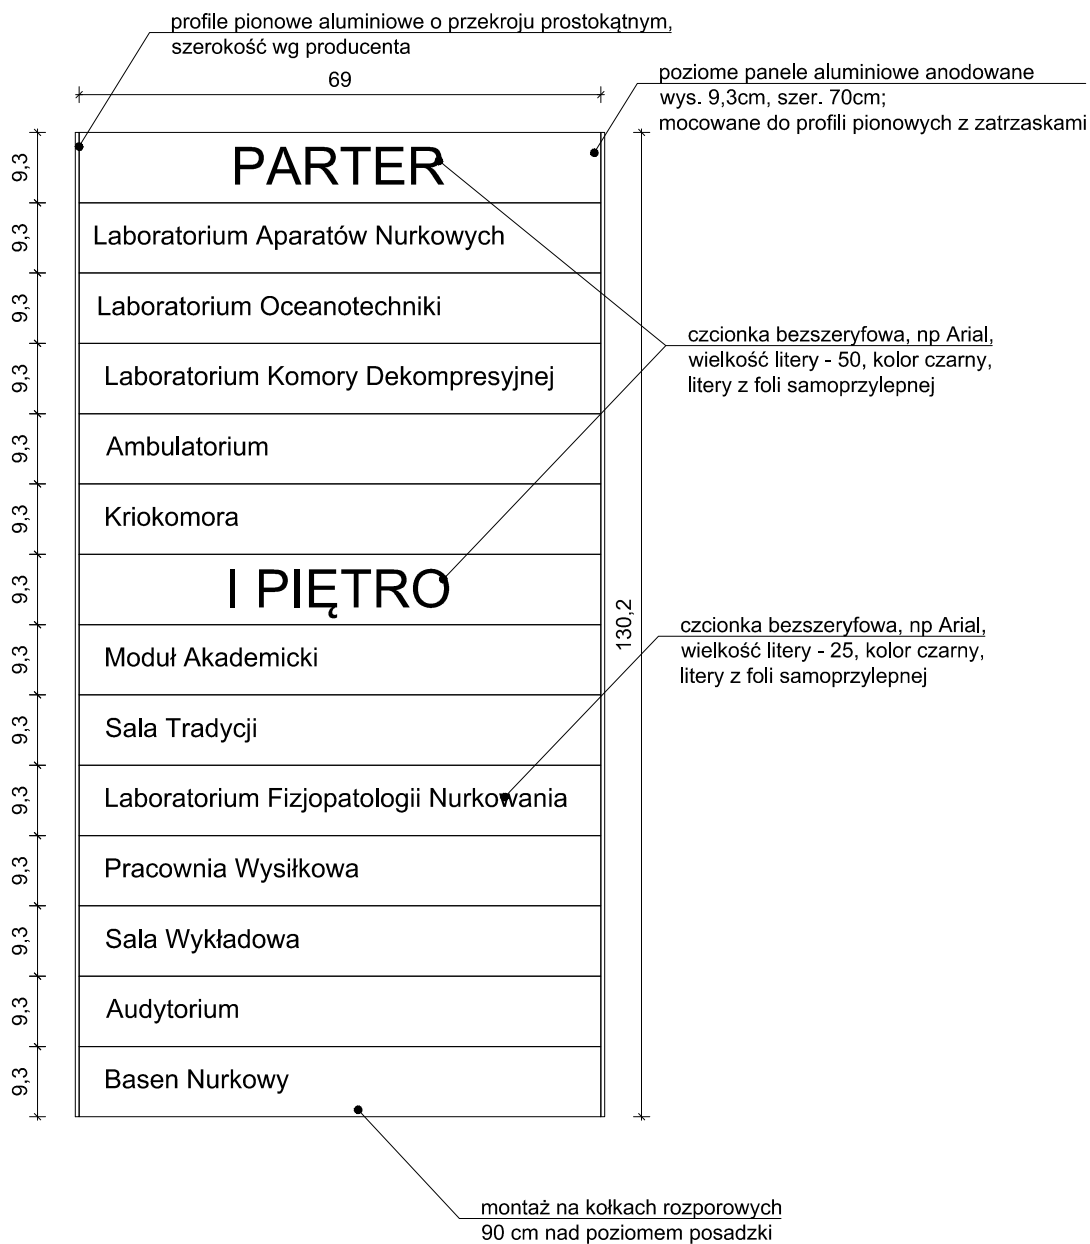 profile pionowe aluminiowe o przekroju prostokątnym,
szerokość wg producenta
69
poziome panele aluminiowe anodowane
wys. 9,3cm, szer. 70cm;
mocowane do profili pionowych z zatrzaskami
9,3
PARTER
9,3
Laboratorium Aparatów Nurkowych
9,3
Laboratorium Oceanotechniki
czcionka bezszeryfowa, np Arial,
wielkość litery - 50, kolor czarny,
litery z foli samoprzylepnej
9,3
Laboratorium Komory Dekompresyjnej
9,3
Ambulatorium
9,3
Kriokomora
9,3
I PIĘTRO
130,2
czcionka bezszeryfowa, np Arial,
wielkość litery - 25, kolor czarny,
litery z foli samoprzylepnej
9,3
Moduł Akademicki
9,3
Sala Tradycji
9,3
Laboratorium Fizjopatologii Nurkowania
9,3
Pracownia Wysiłkowa
9,3
Sala Wykładowa
9,3
Audytorium
9,3
Basen Nurkowy
montaż na kołkach rozporowych
90 cm nad poziomem posadzki